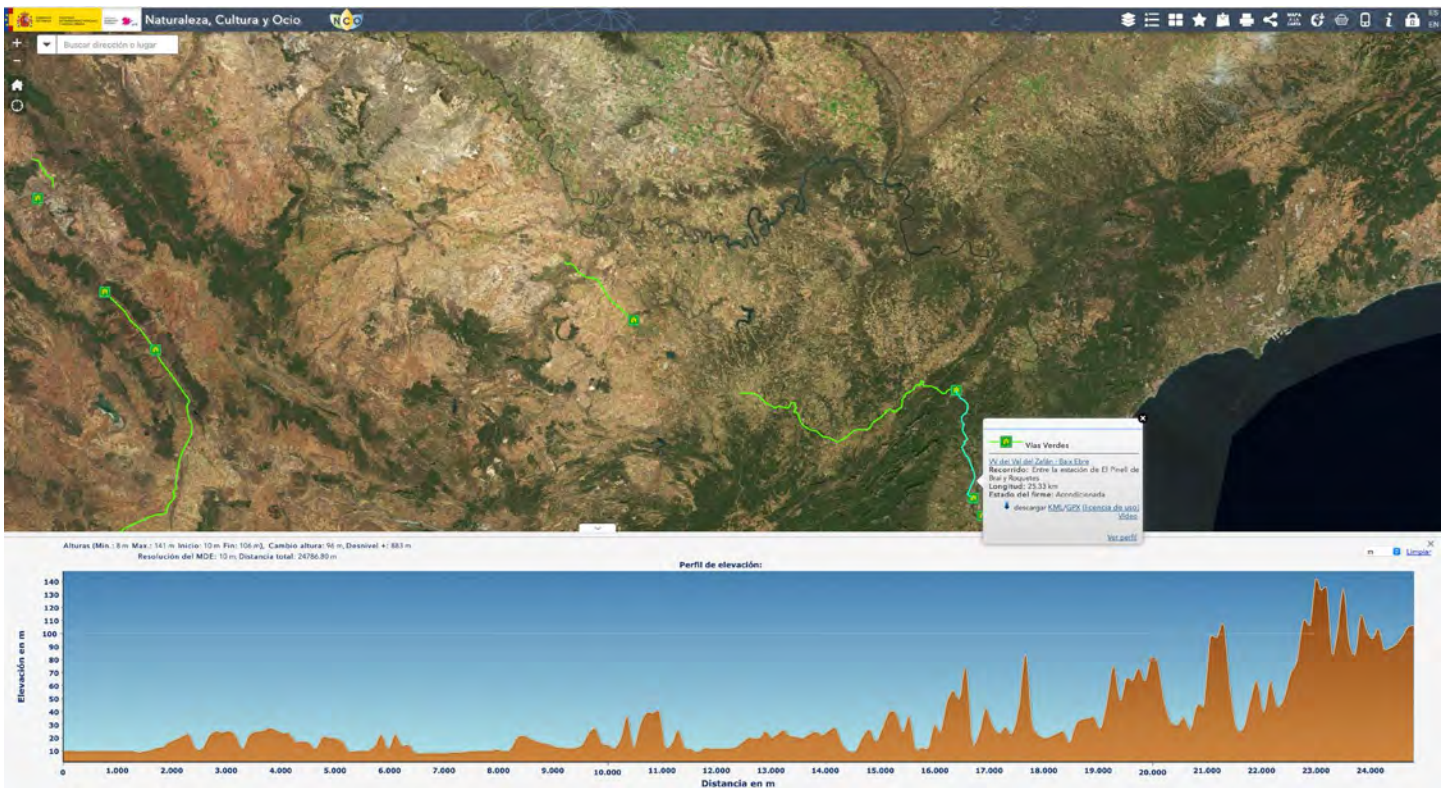 Naturaleza, Cultura y Ocio
NCO
MAPA
A LA
CARTA
ES
EN
Buscar dirección o lugar
Vías Verdes
VV del Val del Zafán - Baix Ebre
Recorrido: Entre la estación de El Pinell de
Brai y Roquetes
Longitud: 25.33 km
Estado del firme: Acondicionada
descargar KML/GPX (licencia de uso)
Video
Ver perfil
Alturas (Min.: 8 m Max.: 141 m Inicio: 10 m Fin: 106 m), Cambio altura: 96 m, Desnivel +: 883 m
Resolución del MDE: 10 m, Distancia total: 24786.80 m
m
Limpiar
Perfil de elevación:
Elevación en m
140
130
120
110
100
90
80
70
60
50
40
30
20
10
0 1.000 2.000 3.000 4.000 5.000 6.000 7.000 8.000 9.000 10.000 11.000 12.000 13.000 14.000 15.000 16.000 17.000 18.000 19.000 20.000 21.000 22.000 23.000 24.000
Distancia en m